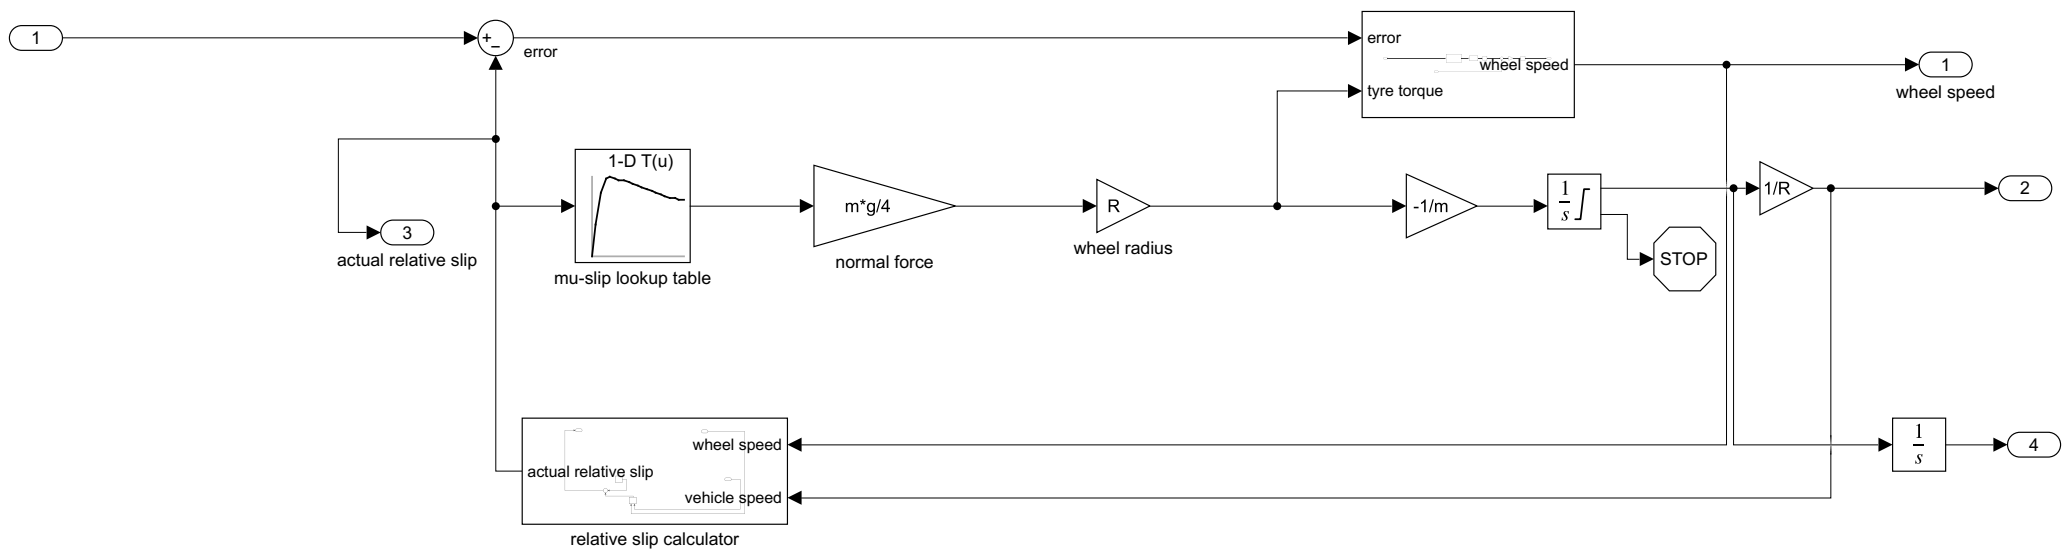 1
+
−
error
error
wheel speed
tyre torque
1
wheel speed
1-D T(u)
mu-slip lookup table
m*g/4
normal force
R
wheel radius
-1/m
1
s
STOP
1/R
2
3
actual relative slip
wheel speed
actual relative slip
vehicle speed
relative slip calculator
1
s
4